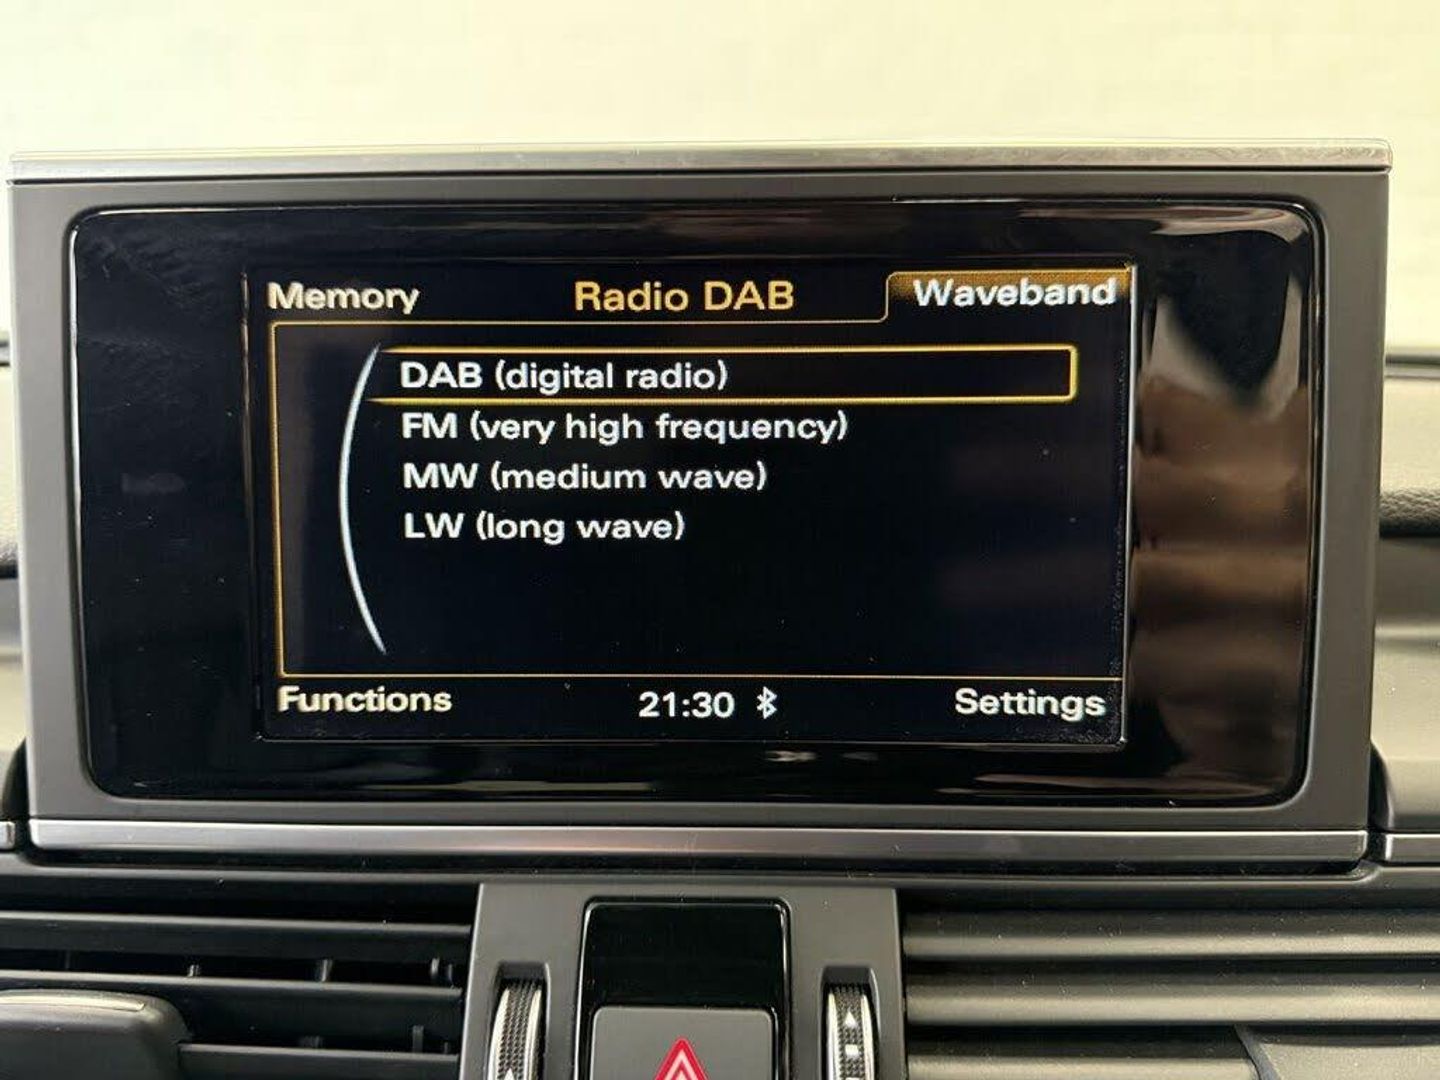 Memory Radio DAB Waveband
DAB (digital radio)
FM (very high frequency)
MW (medium wave)
LW (long wave)
Functions 21:30 Settings